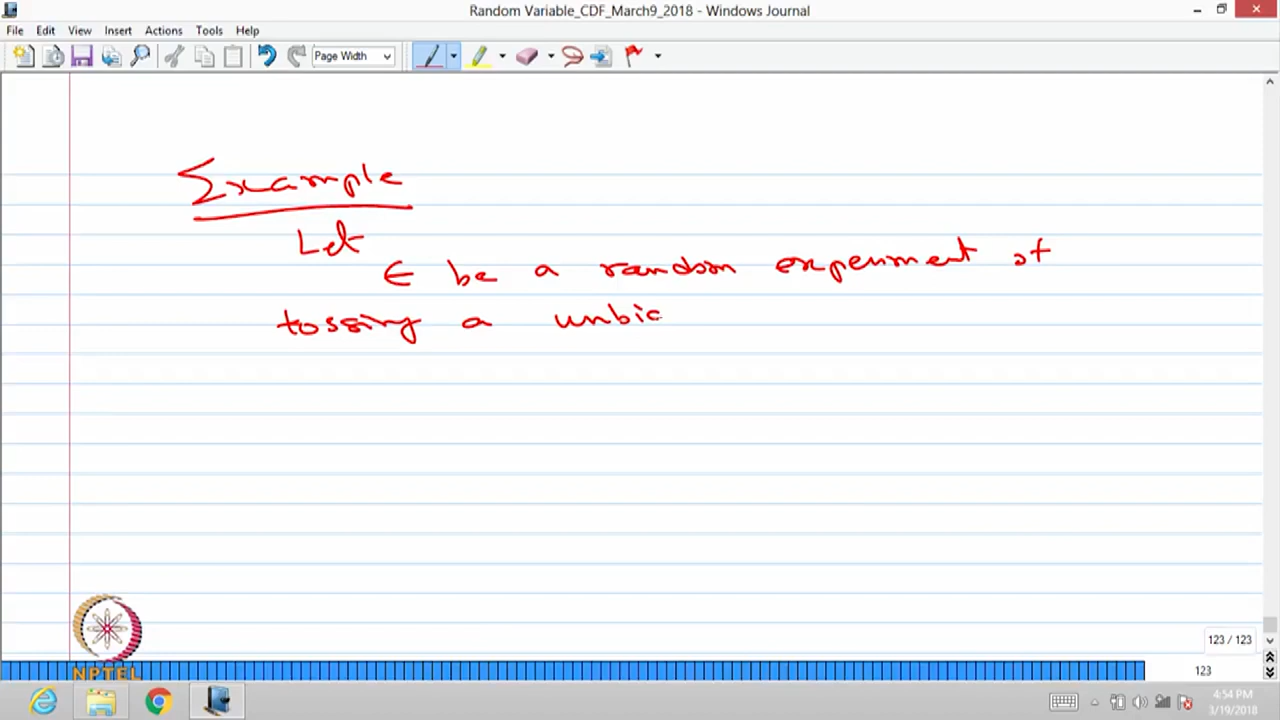 Random Variable_CDF_March9_2018 - Windows Journal
File Edit View Insert Actions Tools Help
Page Width
Example
Let
E be a random experiment of
tossing a unbia
123 / 123
123
NPTEL
4:54 PM
3/19/2018